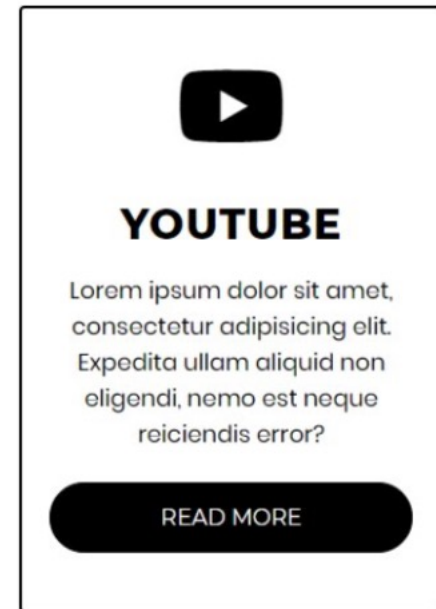 YOUTUBE
Lorem ipsum dolor sit amet,
consectetur adipisicing elit.
Expedita ullam aliquid non
eligendi, nemo est neque
reiciendis error?
READ MORE